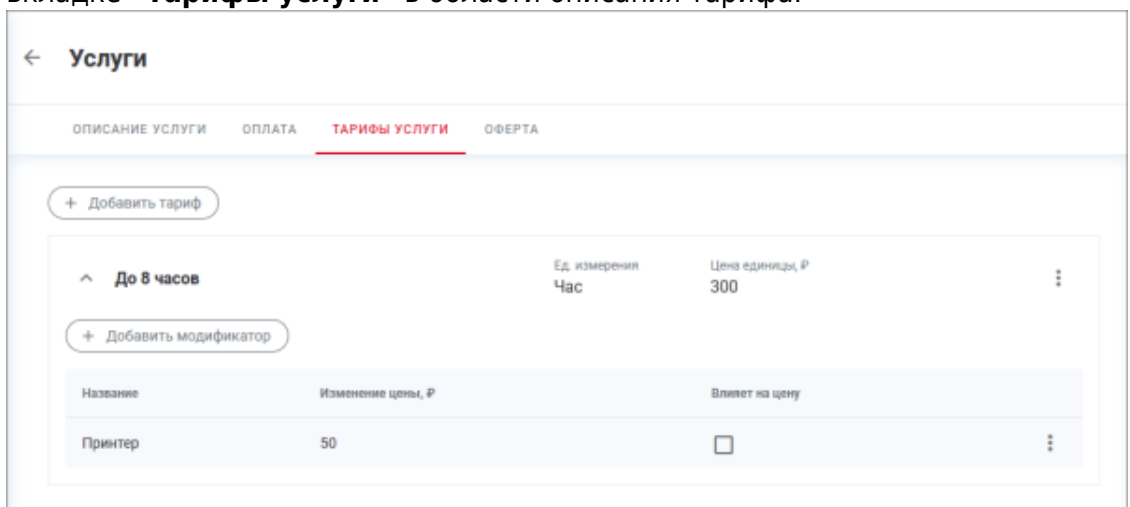 вкладке "Тарифы услуги" в области описания тарифа.
← Услуги
ОПИСАНИЕ УСЛУГИ ОПЛАТА ТАРИФЫ УСЛУГИ ОФЕРТА
+ Добавить тариф
До 8 часов
Ед. измерения
Час
Цена единицы, ₽
300
+ Добавить модификатор
Название Изменение цены, ₽ Влияет на цену
Принтер 50